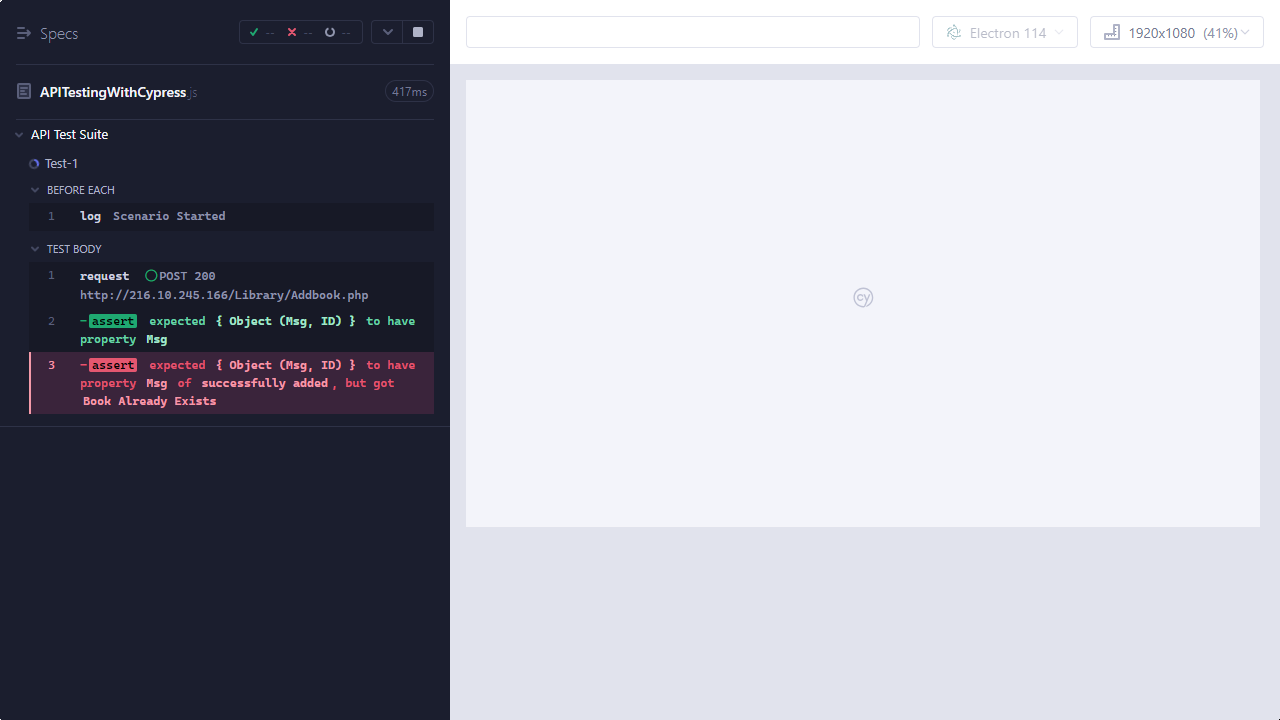 Specs
-- -- --
APITestingWithCypress.js 417ms
API Test Suite
Test-1
BEFORE EACH
1 log Scenario Started
TEST BODY
1 request POST 200
http://216.10.245.166/Library/Addbook.php
2 -assert expected { Object (Msg, ID) } to have
property Msg
3 -assert expected { Object (Msg, ID) } to have
property Msg of successfully added, but got
Book Already Exists
Electron 114
1920x1080 (41%)
cy